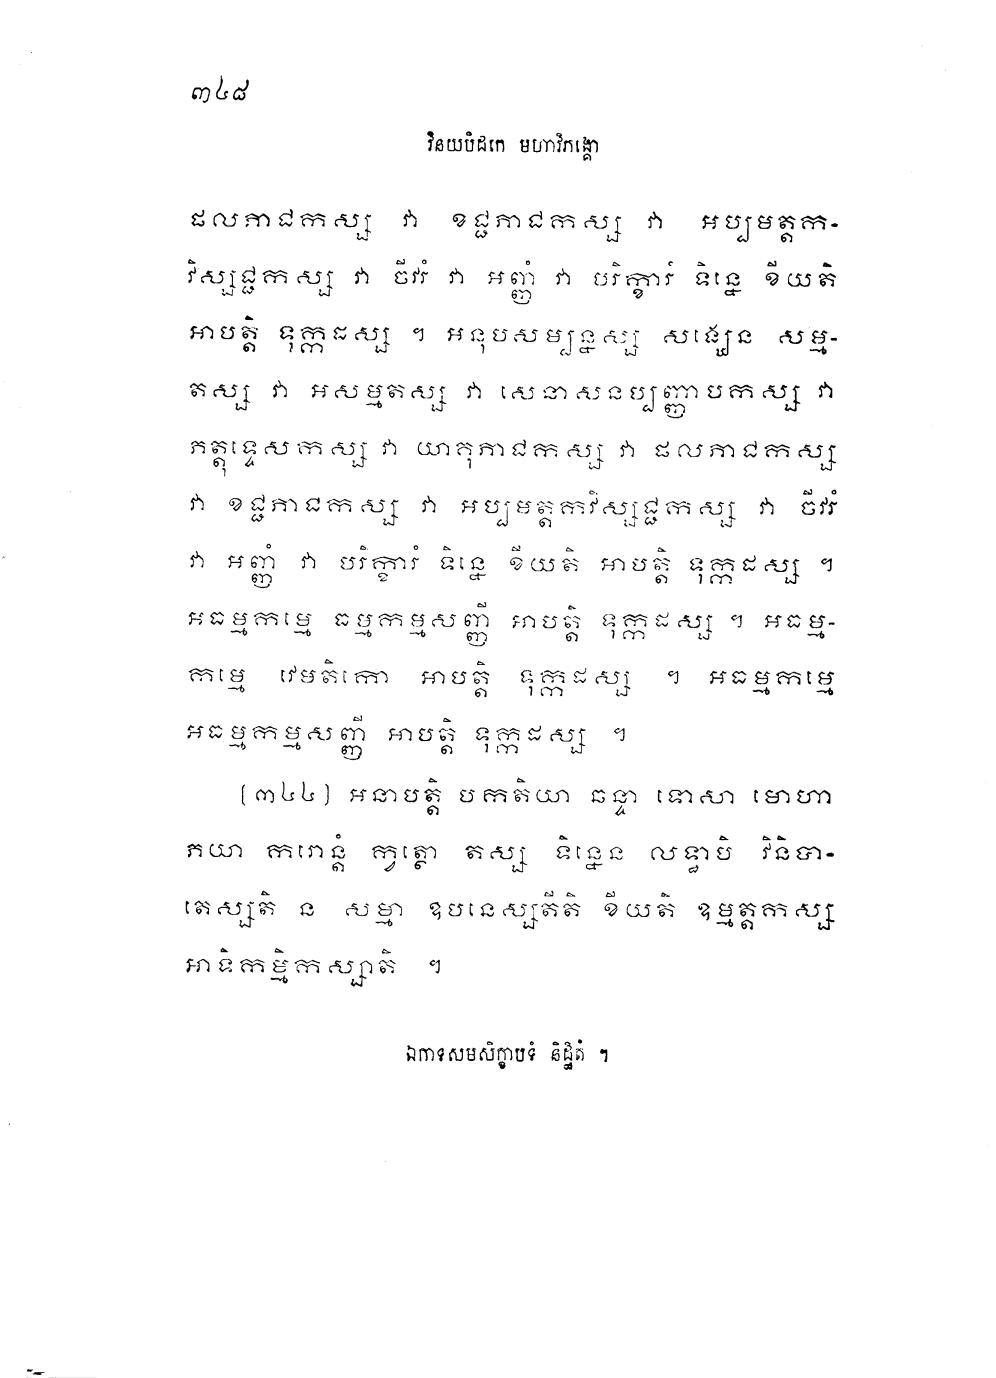 ៣៤៨
វិនយបិដកេ មហាវិភង្គោ
ផលភាជកស្ស វា ខជ្ជភាជកស្ស វា អប្បមត្តក-
វិស្សជ្ជកស្ស វា ចីវរំ វា អញ្ញំ វា បរិក្ខារំ ទិន្នេ ខីយតិ
អាបត្តិ ទុក្កដស្ស ។ អនុបសម្បន្នស្ស សង្ឃេន សម្ម-
តស្ស វា អសម្មតស្ស វា សេនាសនប្បញ្ញាបកស្ស វា
ភត្តុទ្ទេសកស្ស វា យាគុភាជកស្ស វា ផលភាជកស្ស
វា ខជ្ជភាជកស្ស វា អប្បមត្តកវិស្សជ្ជកស្ស វា ចីវរំ
វា អញ្ញំ វា បរិក្ខារំ ទិន្នេ ខីយតិ អាបត្តិ ទុក្កដស្ស ។
អធម្មកម្មេ ធម្មកម្មសញ្ញី អាបត្តិ ទុក្កដស្ស ។ អធម្ម-
កម្មេ វេមតិកោ អាបត្តិ ទុក្កដស្ស ។ អធម្មកម្មេ
អធម្មកម្មសញ្ញី អាបត្តិ ទុក្កដស្ស ។
(៣៤៤) អនាបត្តិ បកតិយា ឆន្ទា ទោសា មោហា
ភយា ករោន្តំ ក្វត្ថោ តស្ស ទិន្នេន លទ្ធាបិ វិនិបា-
តេស្សតិ ន សម្មា ឧបនេស្សតីតិ ខីយតិ ឧម្មត្តកស្ស
អាទិកម្មិកស្សាតិ ។
ឯកាទសមសិក្ខាបទំ និដ្ឋិតំ ។